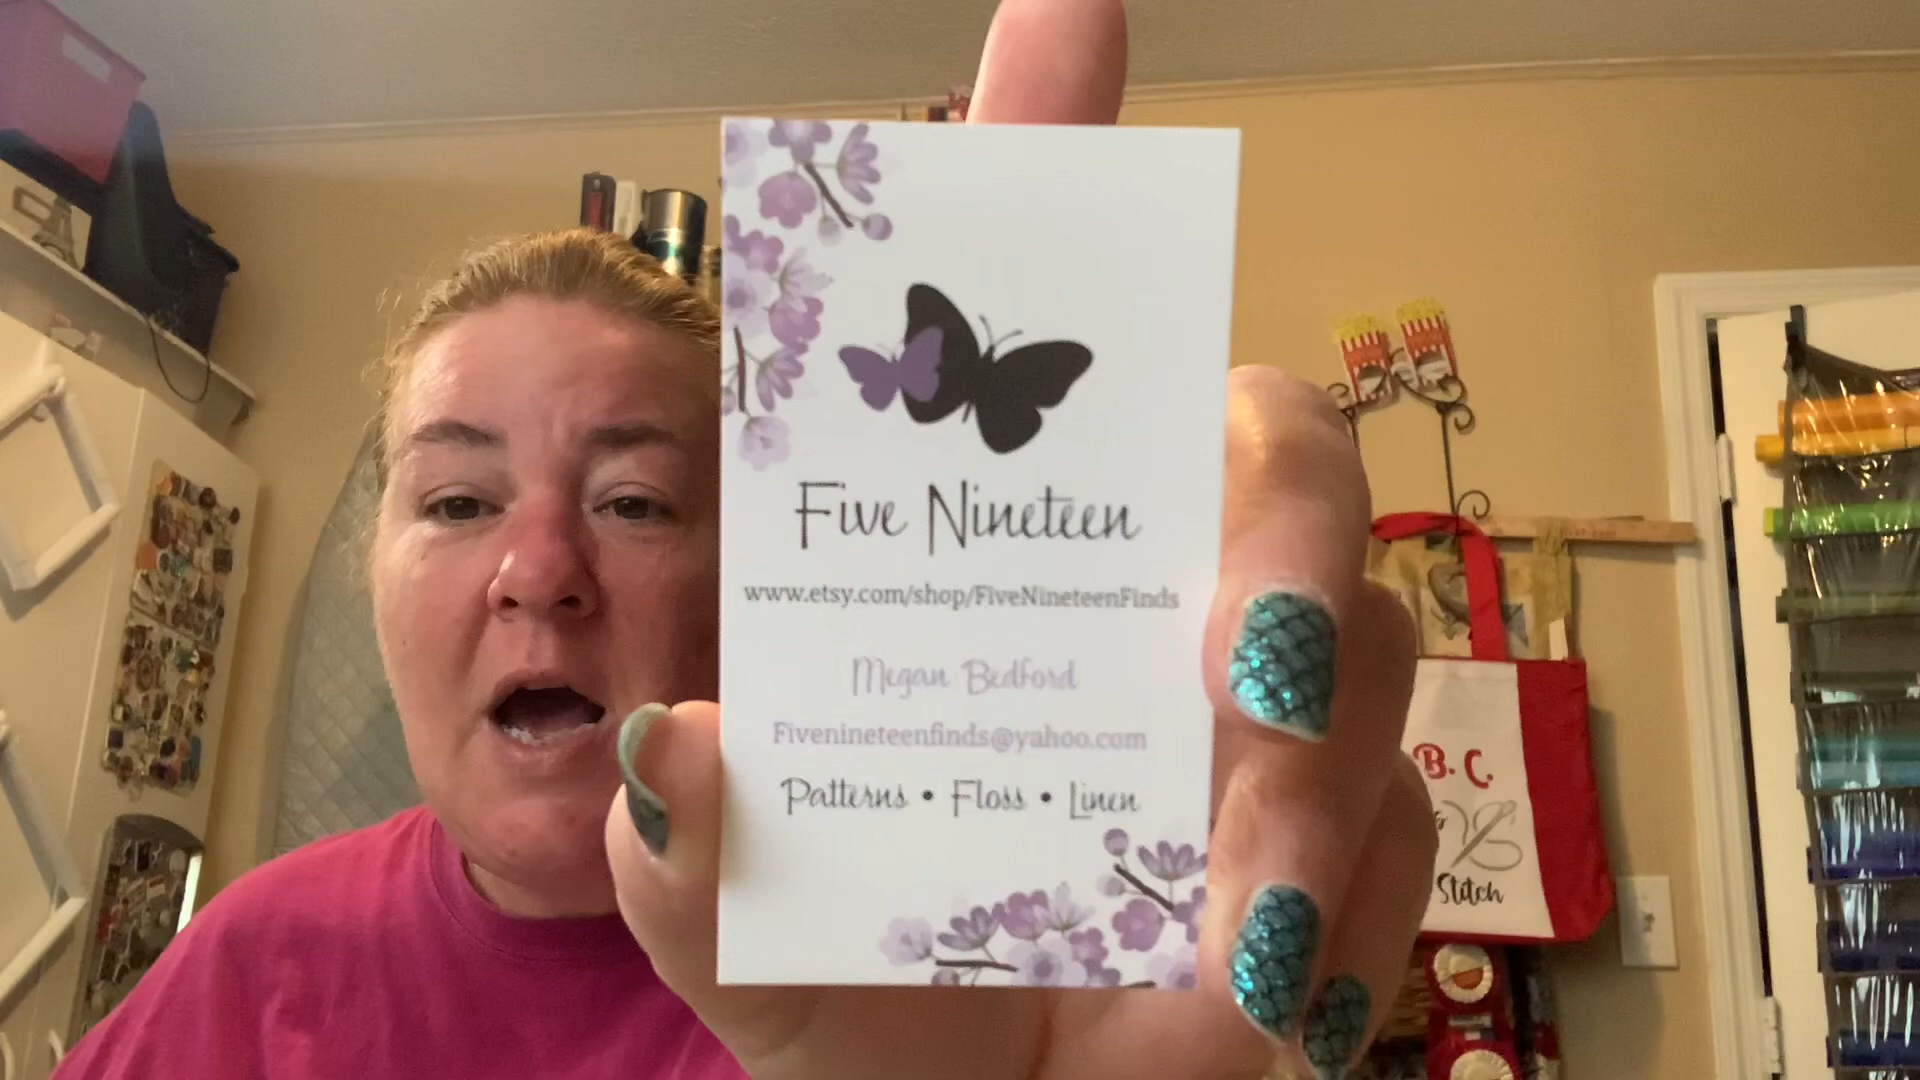 Five Nineteen
www.etsy.com/shop/FiveNineteenFinds
Megan Bedford
Fivenineteenfinds@yahoo.com
Patterns • Floss • Linen
B. C.
Stitch